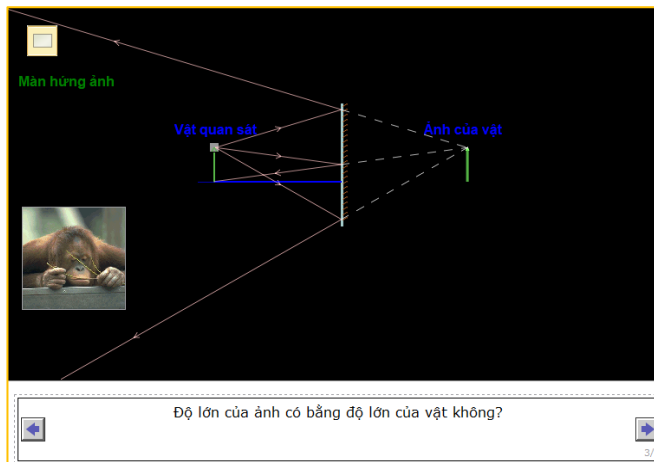 Màn hứng ảnh
Vật quan sát
Ảnh của vật
Độ lớn của ảnh có bằng độ lớn của vật không?
3/